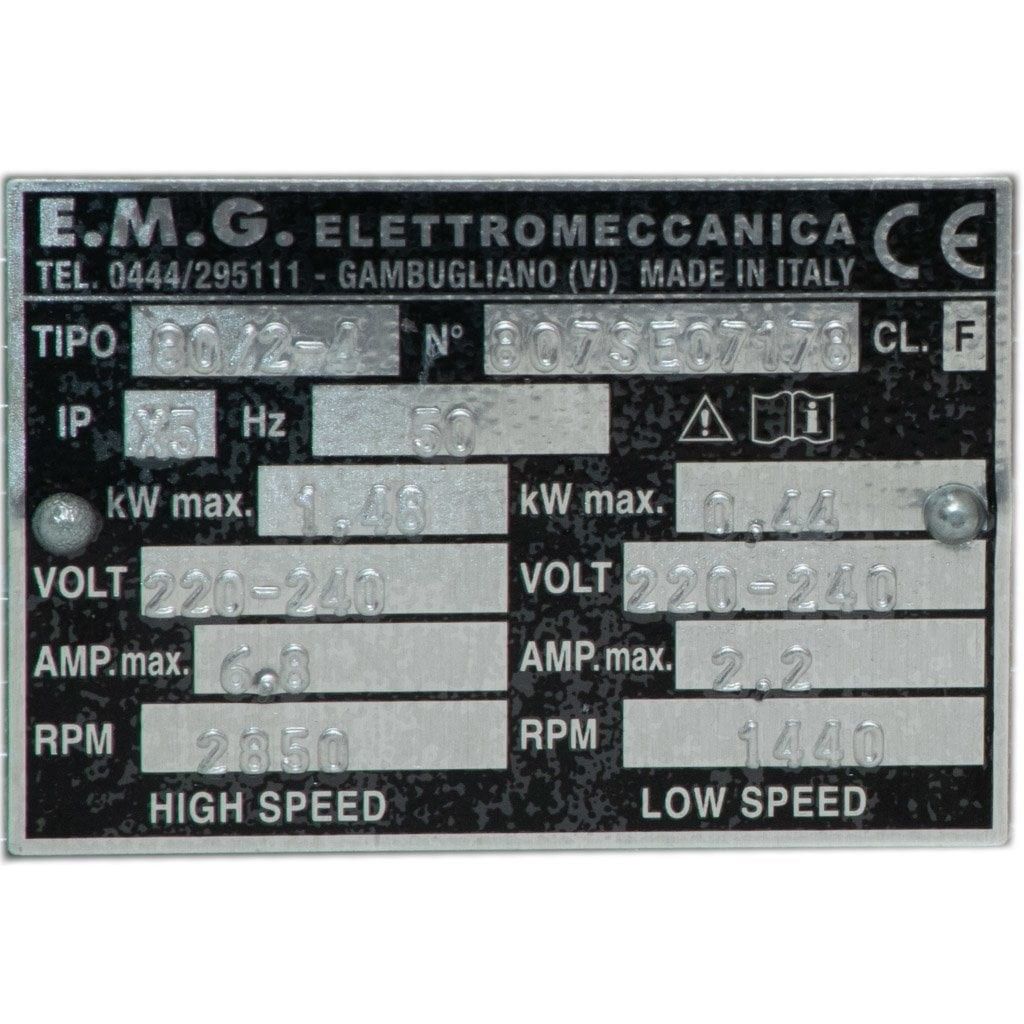 E.M.G. ELETTROMECCANICA CE
TEL. 0444/295111 - GAMBUGLIANO (VI) MADE IN ITALY
TIPO 80/2-4 N° 807SE07178 CL. F
IP X5 Hz 50
kW max. 1,48 kW max. 0,44
VOLT 220-240 VOLT 220-240
AMP. max. 6,8 AMP. max. 2,2
RPM 2850 RPM 1440
HIGH SPEED LOW SPEED